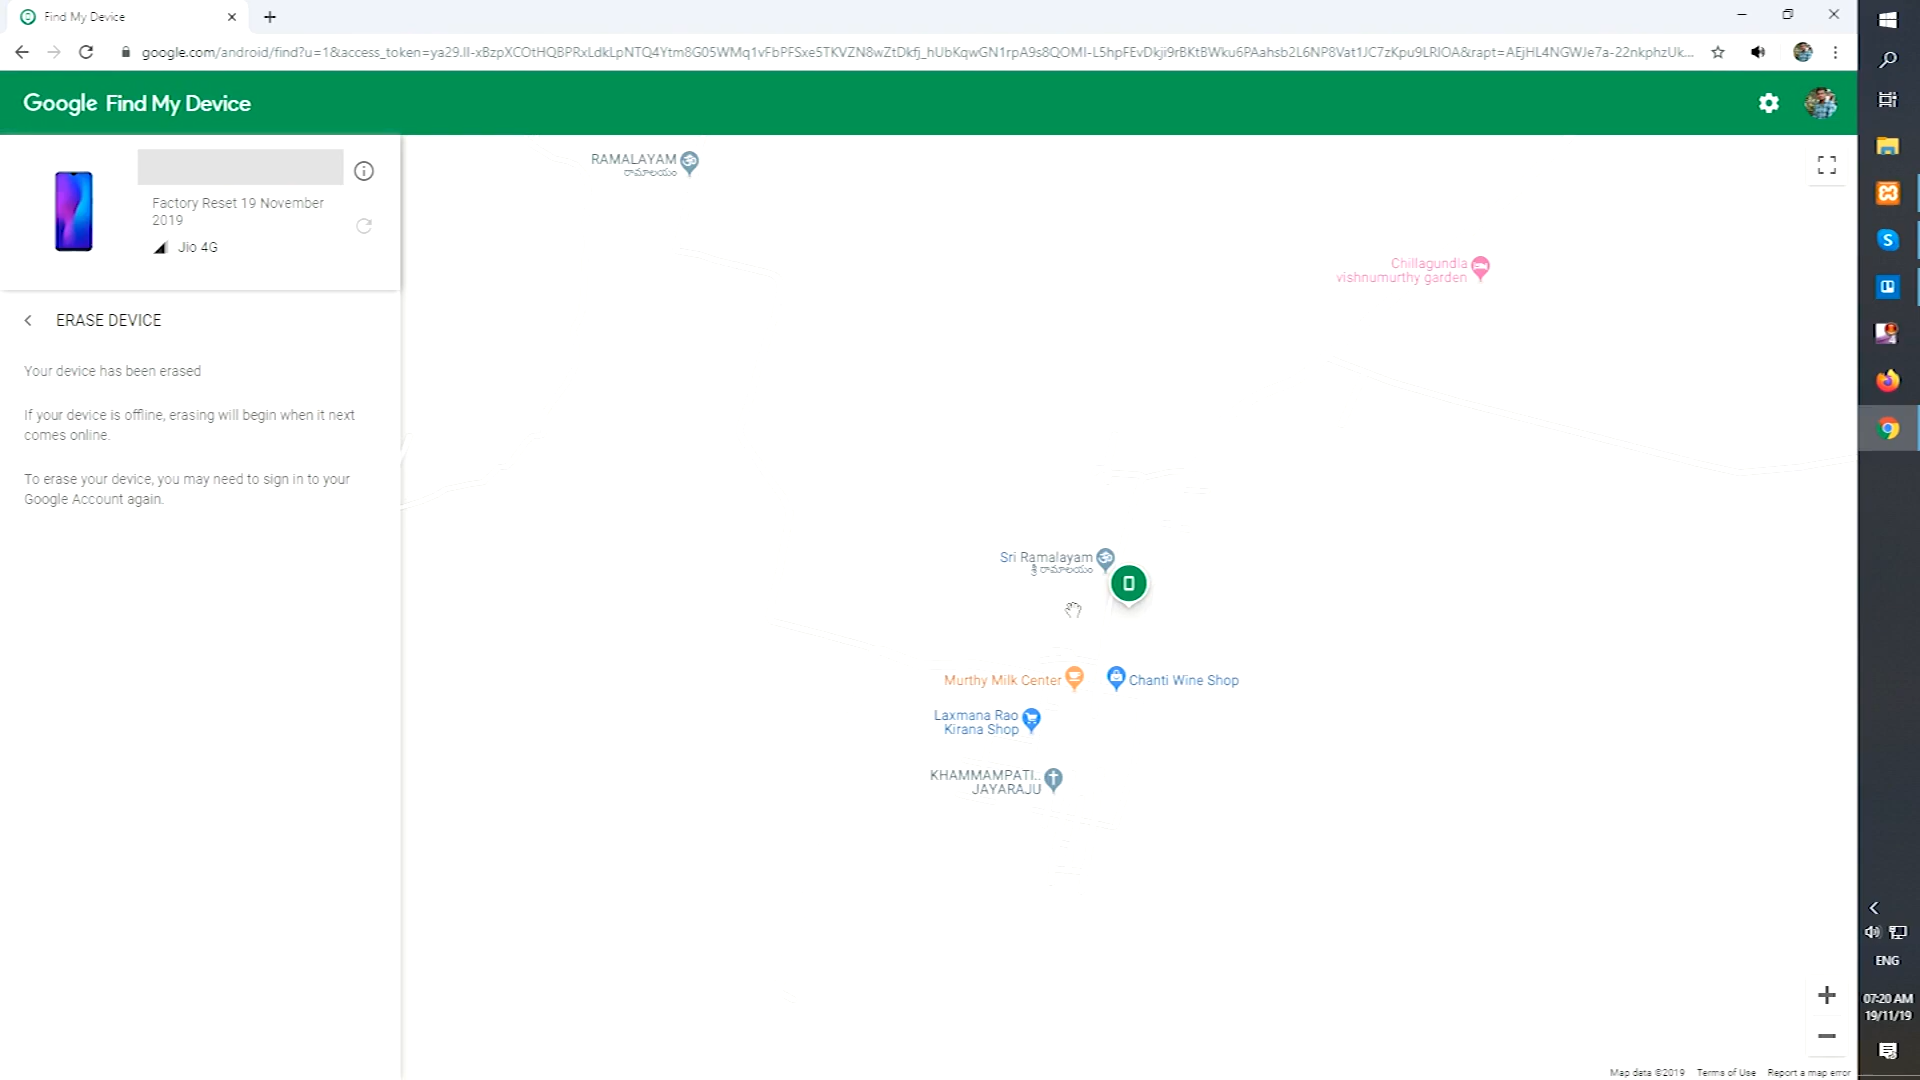 Find My Device
google.com/android/find?u=1&access_token=ya29.Il-xBzpXCOtHQBPRxLdkLpNTQ4Ytm8G05WMq1vFbPFSxe5TKVZN8wZtDkfj_hUbKqwGN1rpA9s8QOMI-L5hpFEvDkji9rBKtBWku6PAahsb2L6NP8Vat1JC7zKpu9LRIOA&rapt=AEjHL4NGWJe7a-22nkphzUk...
Google Find My Device
Factory Reset 19 November
2019
Jio 4G
ERASE DEVICE
Your device has been erased
If your device is offline, erasing will begin when it next
comes online.
To erase your device, you may need to sign in to your
Google Account again.
RAMALAYAM
రామాలయం
Chillagundla
vishnumurthy garden
Sri Ramalayam
శ్రీ రామాలయం
Murthy Milk Center
Chanti Wine Shop
Laxmana Rao
Kirana Shop
KHAMMAMPATI..
JAYARAJU
Map data ©2019 Terms of Use Report a map error
ENG
07:20 AM
19/11/19